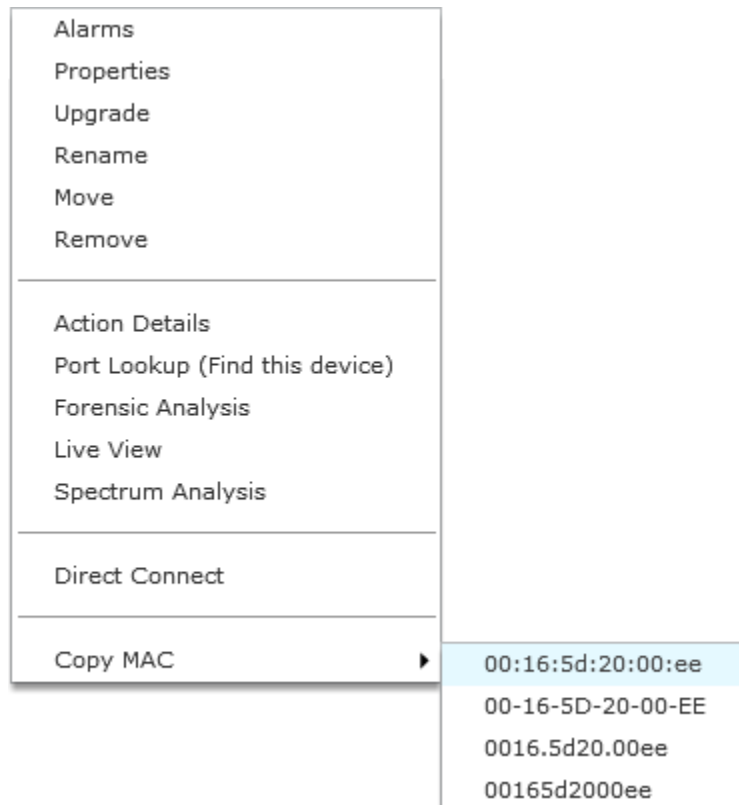 Alarms
Properties
Upgrade
Rename
Move
Remove
Action Details
Port Lookup (Find this device)
Forensic Analysis
Live View
Spectrum Analysis
Direct Connect
Copy MAC
00:16:5d:20:00:ee
00-16-5D-20-00-EE
0016.5d20.00ee
00165d2000ee